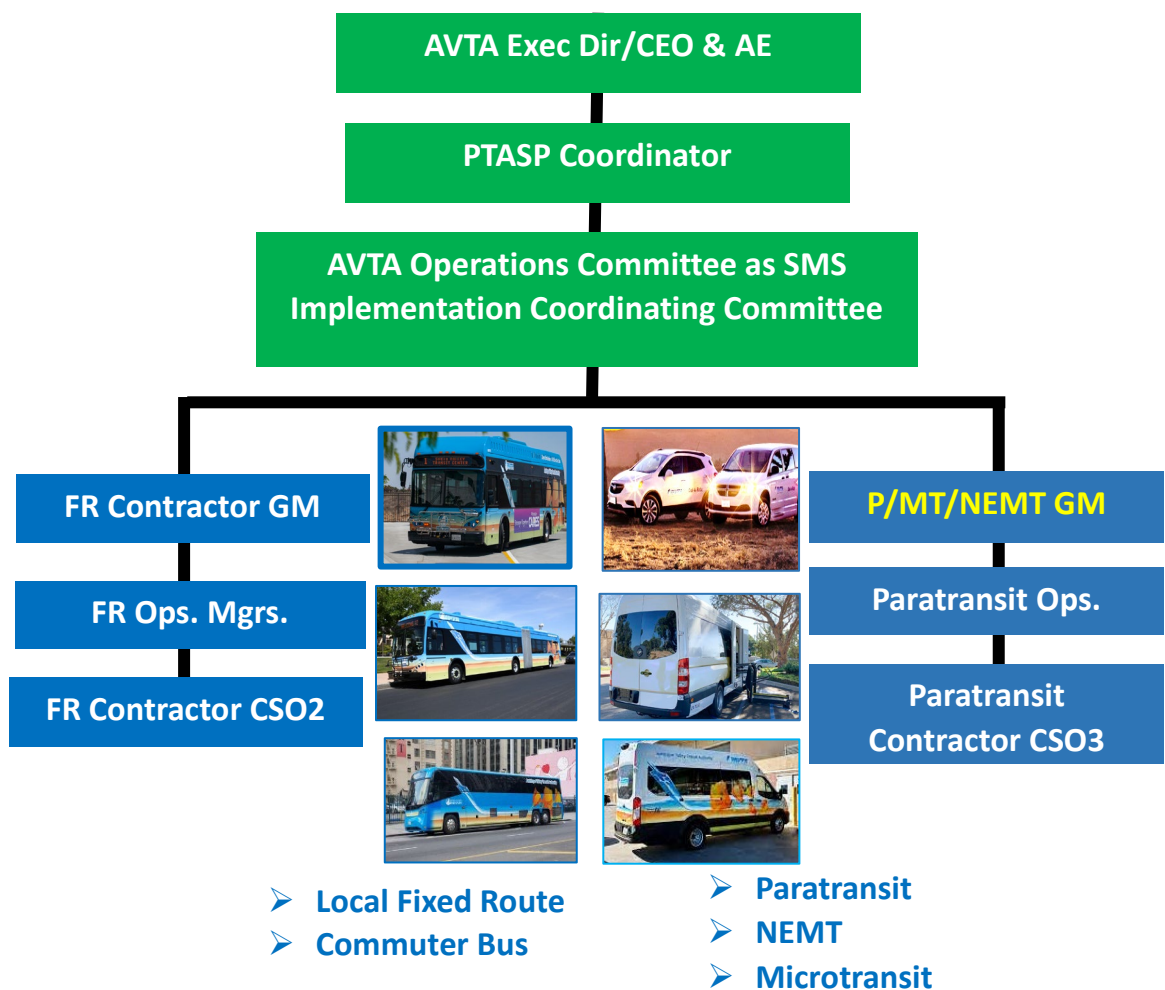 AVTA Exec Dir/CEO & AE
PTASP Coordinator
AVTA Operations Committee as SMS
Implementation Coordinating Committee
FR Contractor GM
FR Ops. Mgrs.
FR Contractor CSO2
P/MT/NEMT GM
Paratransit Ops.
Paratransit
Contractor CSO3
➢ Local Fixed Route
➢ Commuter Bus
➢ Paratransit
➢ NEMT
➢ Microtransit